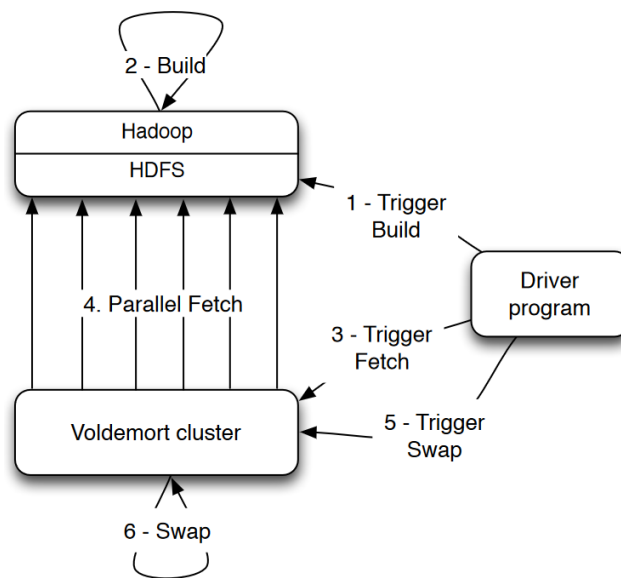 2 - Build
Hadoop
HDFS
1 - Trigger
Build
Driver
program
4. Parallel Fetch
3 - Trigger
Fetch
Voldemort cluster
5 - Trigger
Swap
6 - Swap